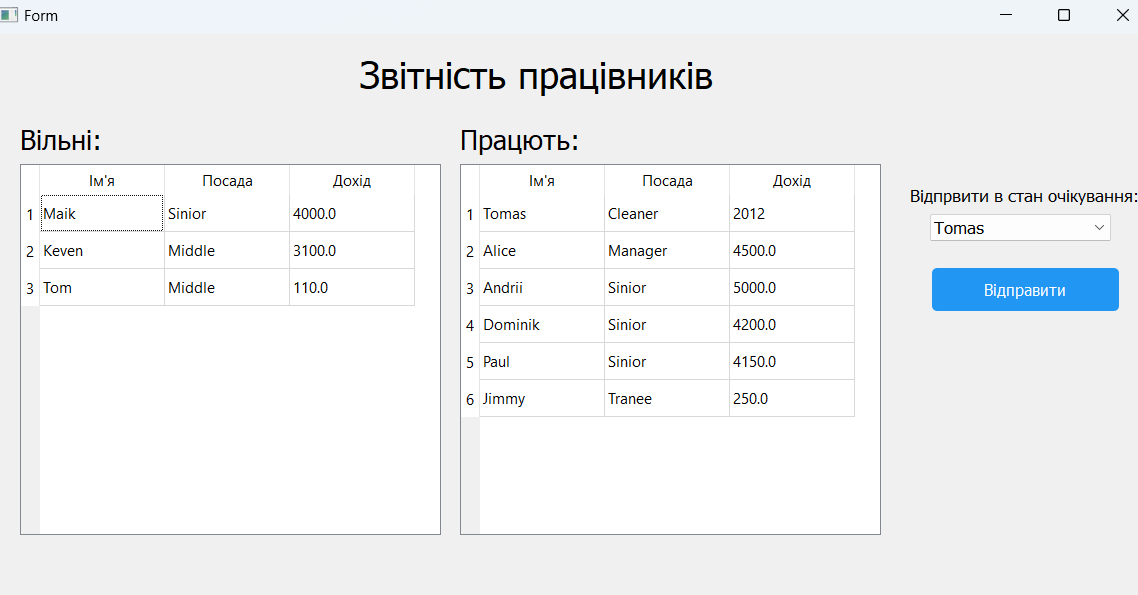 Form
Звітність працівників
Вільні:
Ім'я Посада Дохід
1 Maik Sinior 4000.0
2 Keven Middle 3100.0
3 Tom Middle 110.0
Працюють:
Ім'я Посада Дохід
1 Tomas Cleaner 2012
2 Alice Manager 4500.0
3 Andrii Sinior 5000.0
4 Dominik Sinior 4200.0
5 Paul Sinior 4150.0
6 Jimmy Tranee 250.0
Відпрвити в стан очікування:
Tomas
Відправити